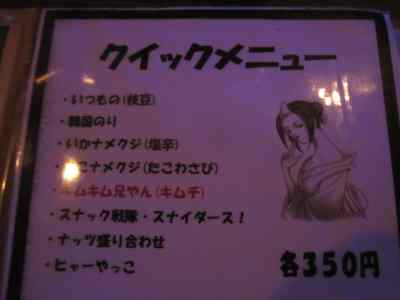 クイックメニュー
・いつもの(枝豆)
・韓国のり
・いかナメクジ(塩辛)
こナメクジ(たこわさび)
ムキム兄やん(キムチ)
・スナック戦隊・スナイダース!
・ナッツ盛り合わせ
・ヒャーやっこ
各350円